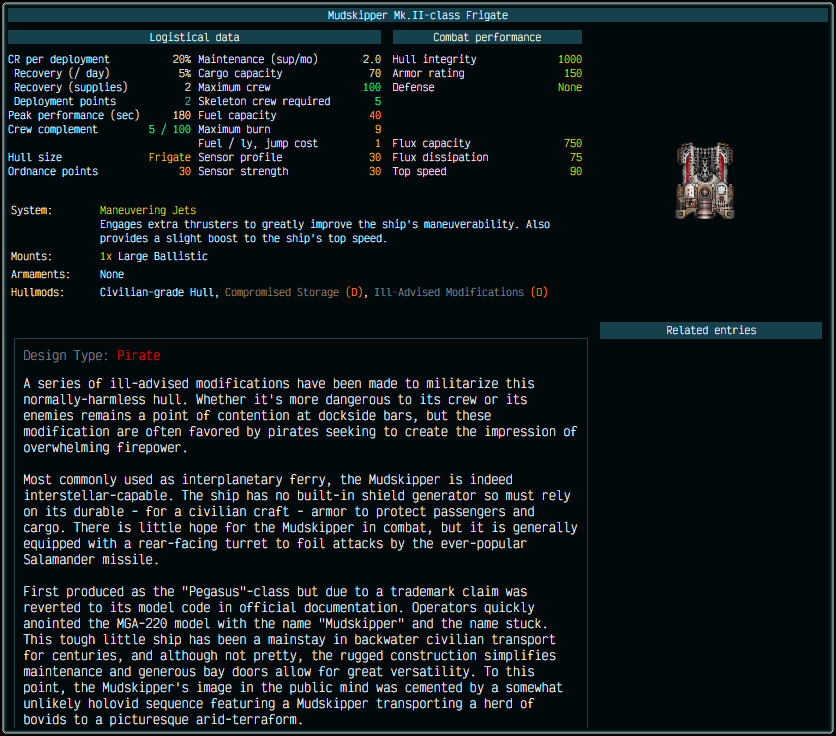 Mudskipper Mk.II-class Frigate
Logistical data
Combat performance
CR per deployment 20% Maintenance (sup/mo) 2.0 Hull integrity 1000
Recovery (/ day) 5% Cargo capacity 70 Armor rating 150
Recovery (supplies) 2 Maximum crew 100 Defense None
Deployment points 2 Skeleton crew required 5
Peak performance (sec) 180 Fuel capacity 40
Crew complement 5 / 100 Maximum burn 9
Fuel / ly, jump cost 1 Flux capacity 750
Hull size Frigate Sensor profile 30 Flux dissipation 75
Ordnance points 30 Sensor strength 30 Top speed 90
System: Maneuvering Jets
Engages extra thrusters to greatly improve the ship's maneuverability. Also
provides a slight boost to the ship's top speed.
Mounts: 1x Large Ballistic
Armaments: None
Hullmods: Civilian-grade Hull, Compromised Storage (D), Ill-Advised Modifications (D)
Related entries
Design Type: Pirate
A series of ill-advised modifications have been made to militarize this
normally-harmless hull. Whether it's more dangerous to its crew or its
enemies remains a point of contention at dockside bars, but these
modification are often favored by pirates seeking to create the impression of
overwhelming firepower.
Most commonly used as interplanetary ferry, the Mudskipper is indeed
interstellar-capable. The ship has no built-in shield generator so must rely
on its durable - for a civilian craft - armor to protect passengers and
cargo. There is little hope for the Mudskipper in combat, but it is generally
equipped with a rear-facing turret to foil attacks by the ever-popular
Salamander missile.
First produced as the "Pegasus"-class but due to a trademark claim was
reverted to its model code in official documentation. Operators quickly
anointed the MGA-220 model with the name "Mudskipper" and the name stuck.
This tough little ship has been a mainstay in backwater civilian transport
for centuries, and although not pretty, the rugged construction simplifies
maintenance and generous bay doors allow for great versatility. To this
point, the Mudskipper's image in the public mind was cemented by a somewhat
unlikely holovid sequence featuring a Mudskipper transporting a herd of
bovids to a picturesque arid-terraform.